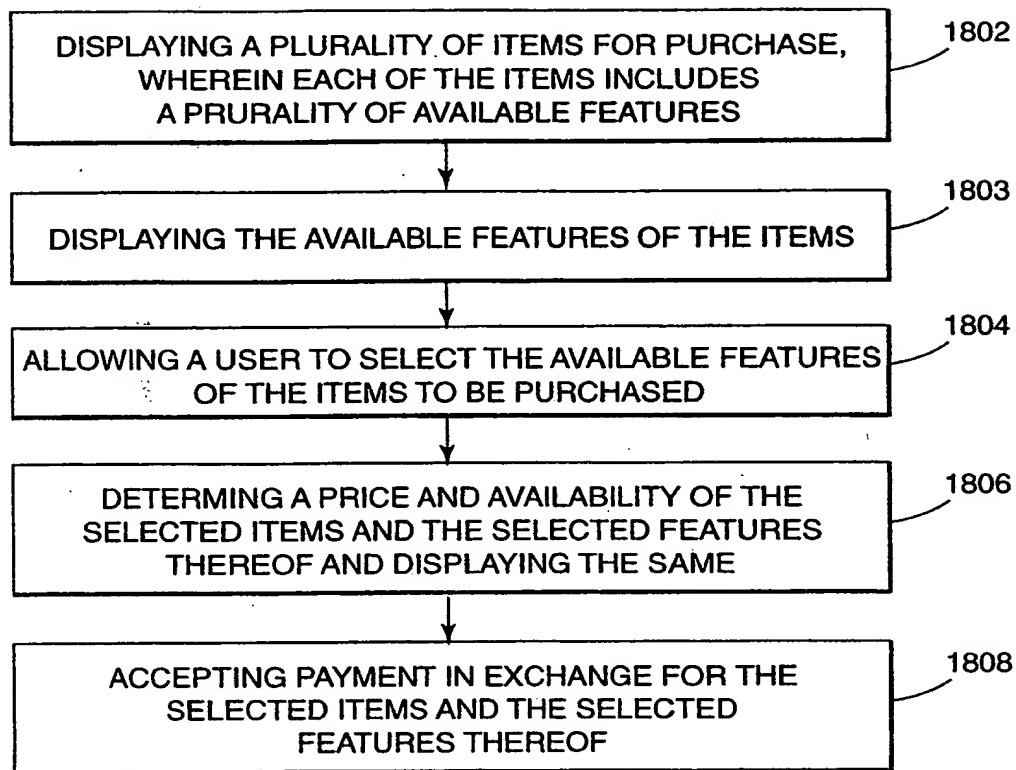 DISPLAYING A PLURALITY OF ITEMS FOR PURCHASE,
WHEREIN EACH OF THE ITEMS INCLUDES
A PRURALITY OF AVAILABLE FEATURES
1802
DISPLAYING THE AVAILABLE FEATURES OF THE ITEMS
1803
ALLOWING A USER TO SELECT THE AVAILABLE FEATURES
OF THE ITEMS TO BE PURCHASED
1804
DETERMING A PRICE AND AVAILABILITY OF THE
SELECTED ITEMS AND THE SELECTED FEATURES
THEREOF AND DISPLAYING THE SAME
1806
ACCEPTING PAYMENT IN EXCHANGE FOR THE
SELECTED ITEMS AND THE SELECTED
FEATURES THEREOF
1808